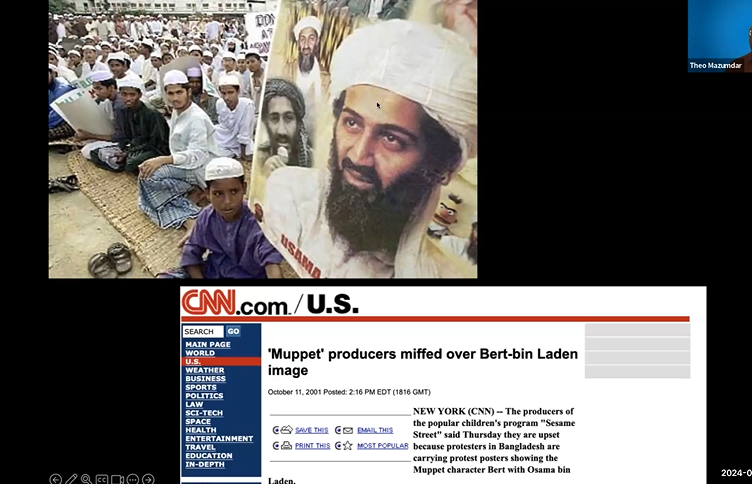 DON
Theo Mazumdar
USAMA
CNN.com. / U.S.
SEARCH GO
MAIN PAGE
WORLD
U.S.
WEATHER
BUSINESS
SPORTS
POLITICS
LAW
SCI-TECH
SPACE
HEALTH
ENTERTAINMENT
TRAVEL
EDUCATION
IN-DEPTH
'Muppet' producers miffed over Bert-bin Laden
image
October 11, 2001 Posted: 2:16 PM EDT (1816 GMT)
SAVE THIS EMAIL THIS
PRINT THIS MOST POPULAR
NEW YORK (CNN) -- The producers of
the popular children's program "Sesame
Street" said Thursday they are upset
because protesters in Bangladesh are
carrying protest posters showing the
Muppet character Bert with Osama bin
Laden.
CC
2024-0